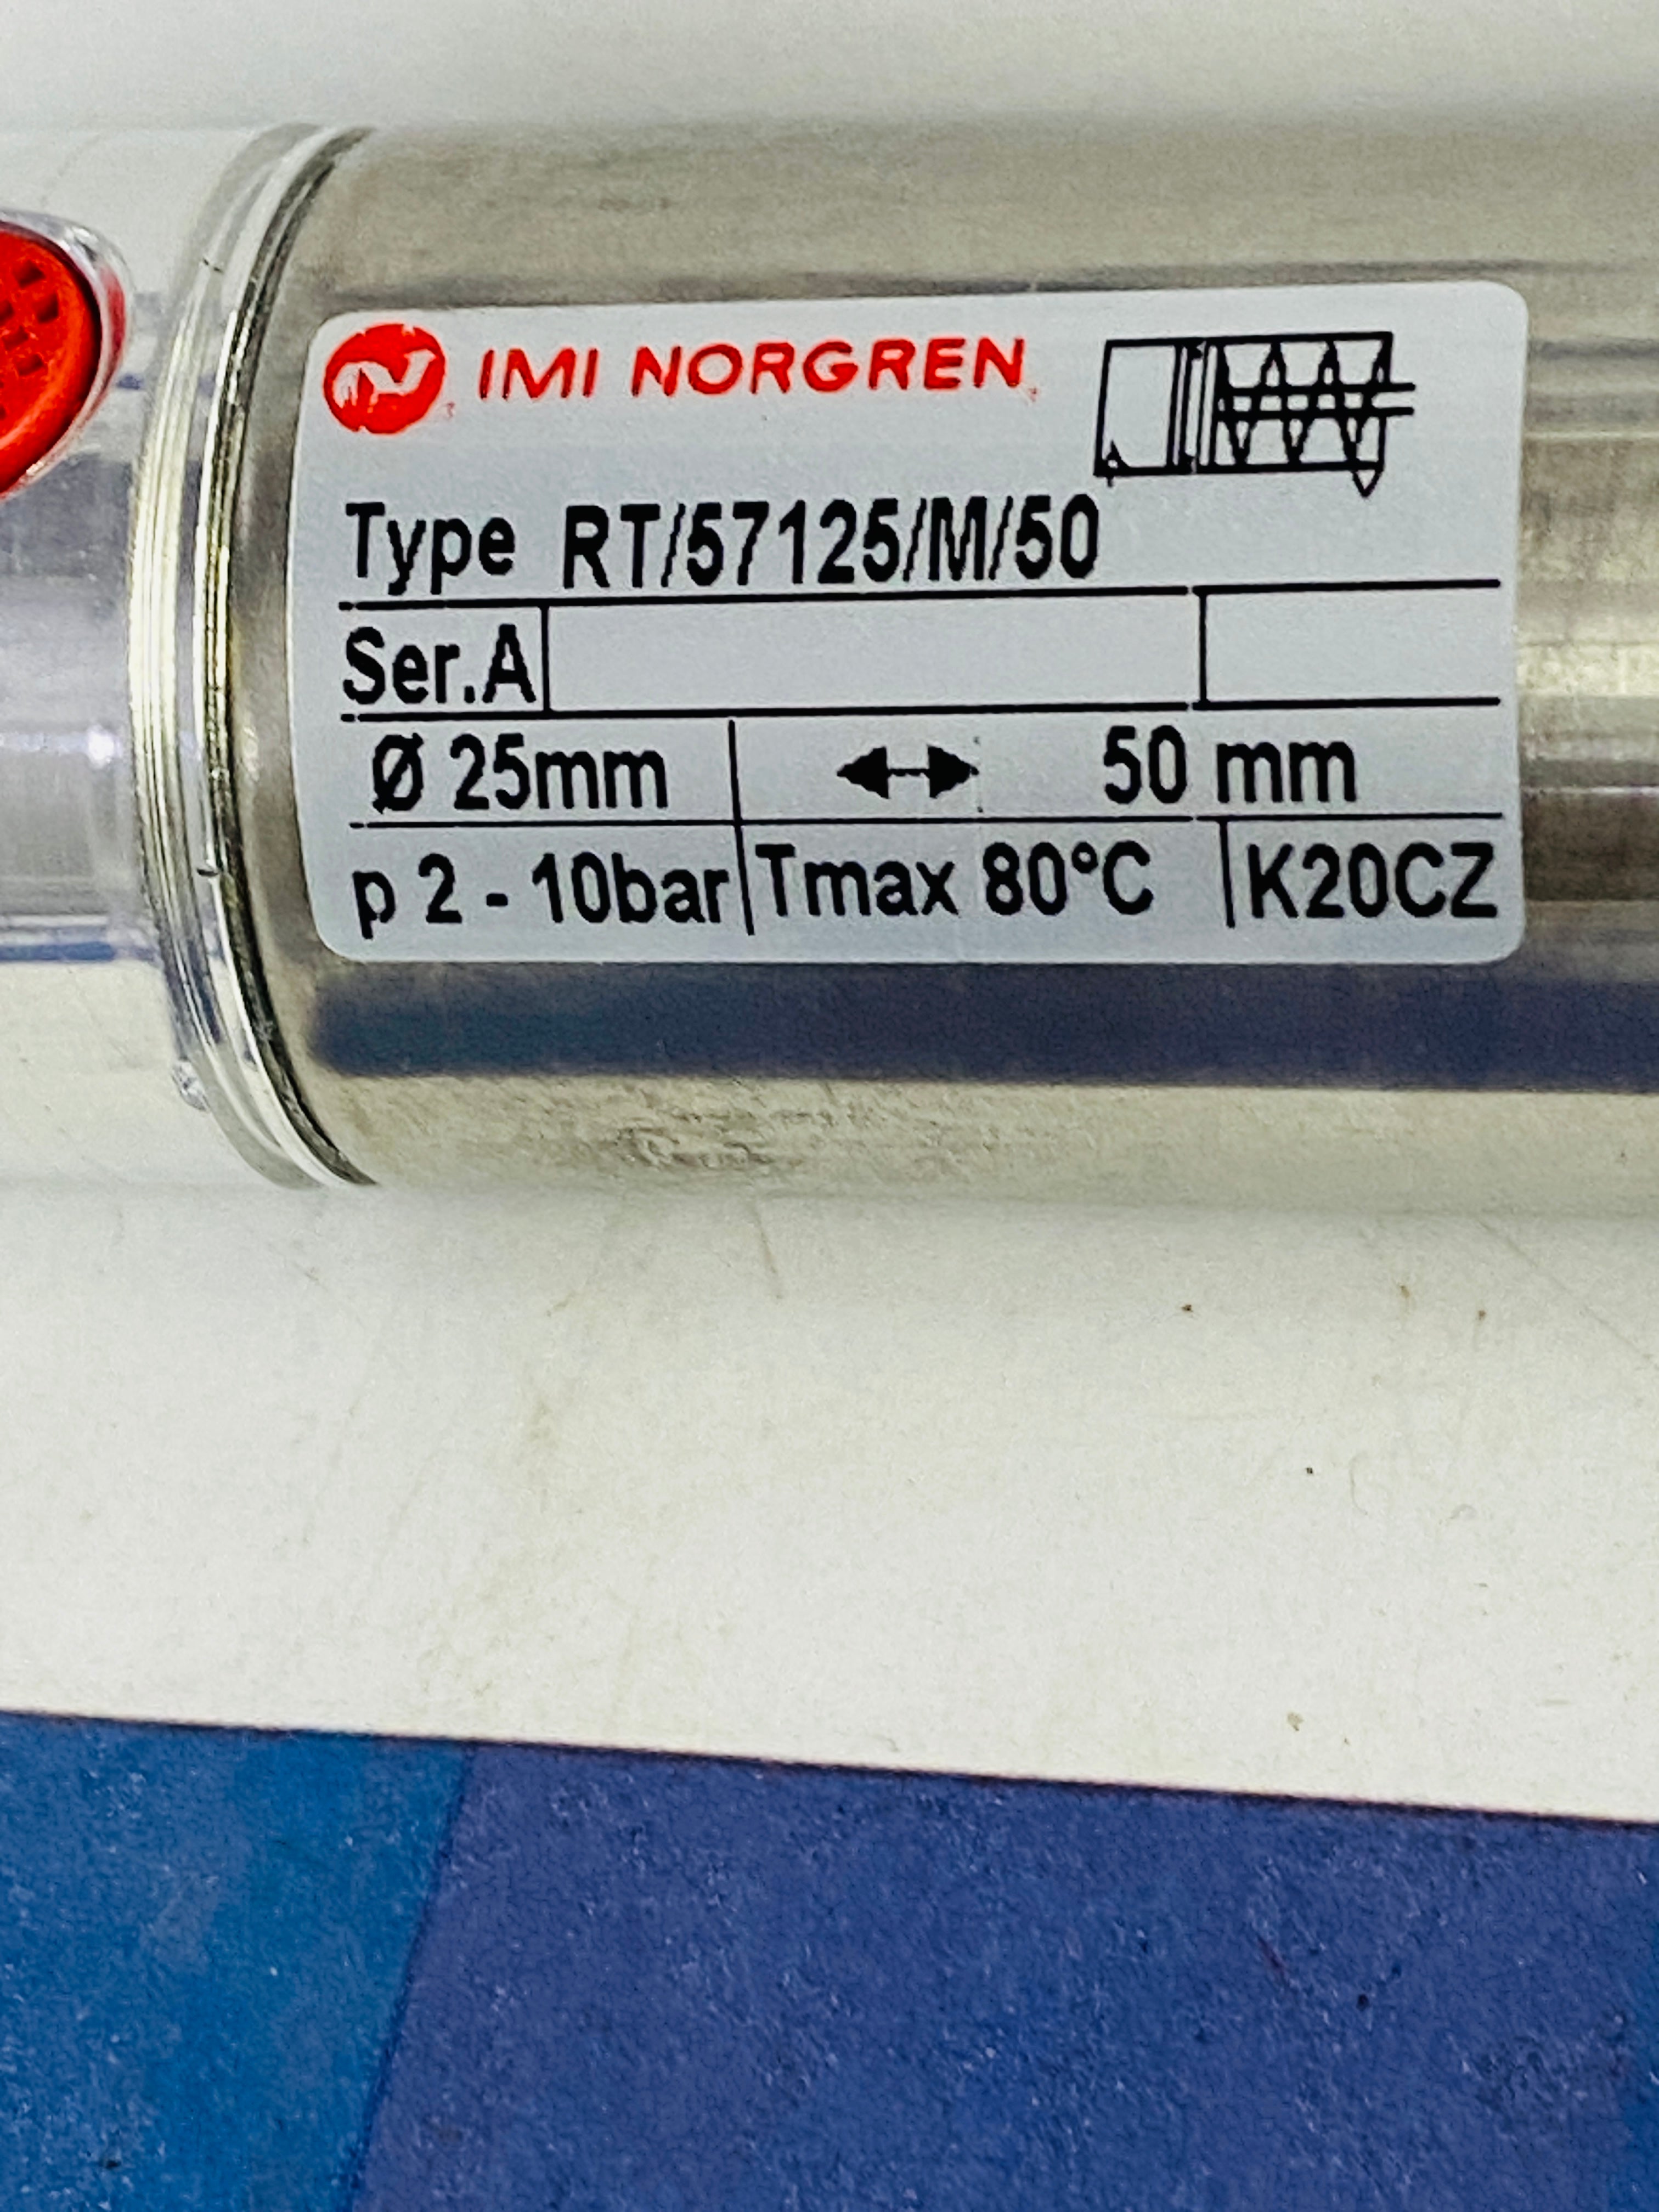 IMI NORGREN
Type RT/57125/M/50
Ser.A
Ø 25mm 50 mm
p 2 - 10bar Tmax 80°C K20CZ